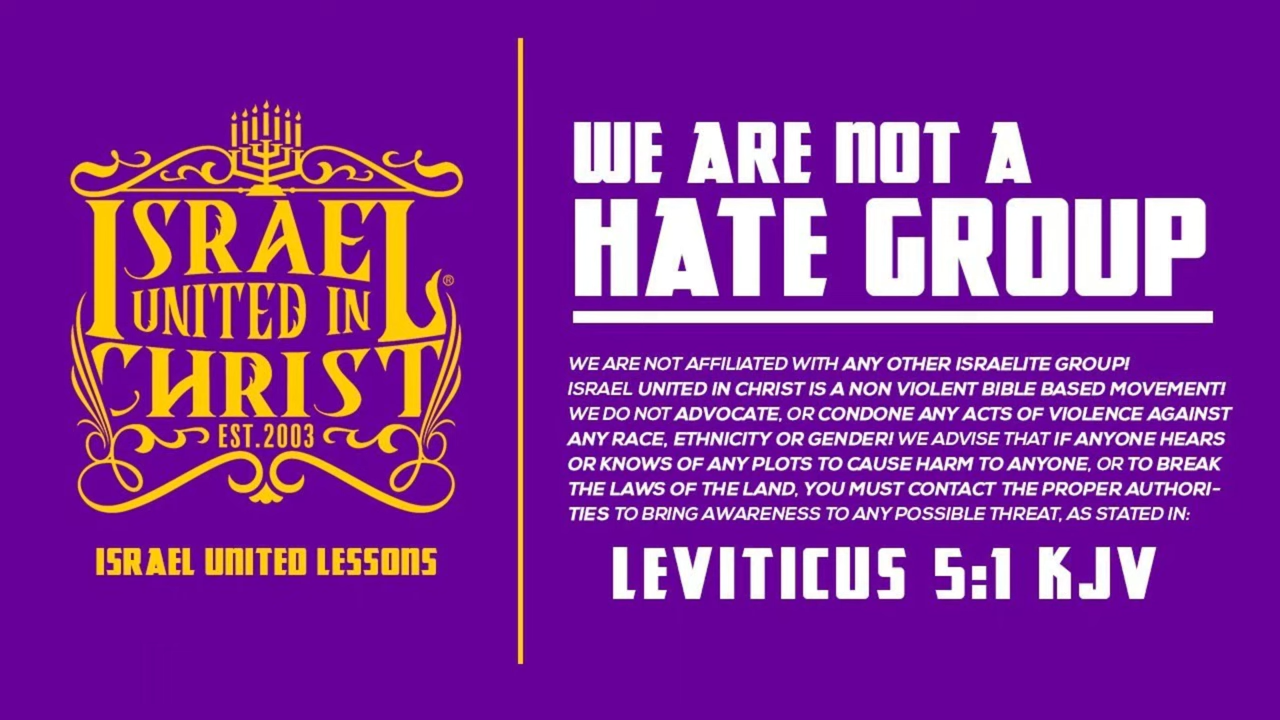 ISRAEL
UNITED IN
CHRIST
EST.2003
®
ISRAEL UNITED LESSONS
WE ARE NOT A
HATE GROUP
WE ARE NOT AFFILIATED WITH ANY OTHER ISRAELITE GROUP!
ISRAEL UNITED IN CHRIST IS A NON VIOLENT BIBLE BASED MOVEMENT!
WE DO NOT ADVOCATE, OR CONDONE ANY ACTS OF VIOLENCE AGAINST
ANY RACE, ETHNICITY OR GENDER! WE ADVISE THAT IF ANYONE HEARS
OR KNOWS OF ANY PLOTS TO CAUSE HARM TO ANYONE, OR TO BREAK
THE LAWS OF THE LAND, YOU MUST CONTACT THE PROPER AUTHORI-
TIES TO BRING AWARENESS TO ANY POSSIBLE THREAT, AS STATED IN:
LEVITICUS 5:1 KJV